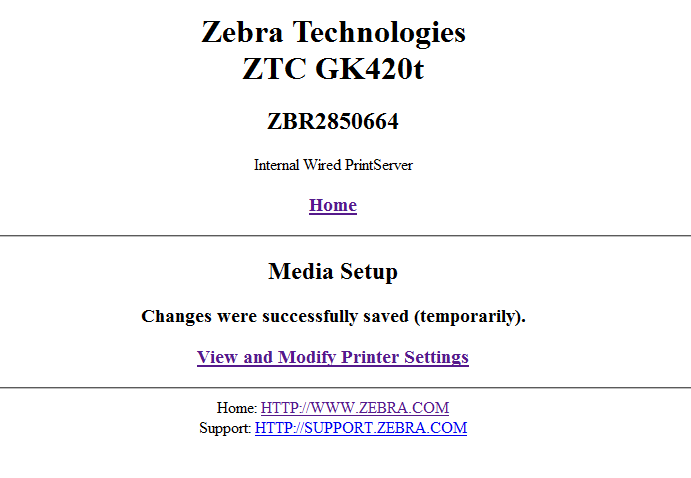 Zebra Technologies
ZTC GK420t
ZBR2850664
Internal Wired PrintServer
Home
Media Setup
Changes were successfully saved (temporarily).
View and Modify Printer Settings
Home: HTTP://WWW.ZEBRA.COM
Support: HTTP://SUPPORT.ZEBRA.COM